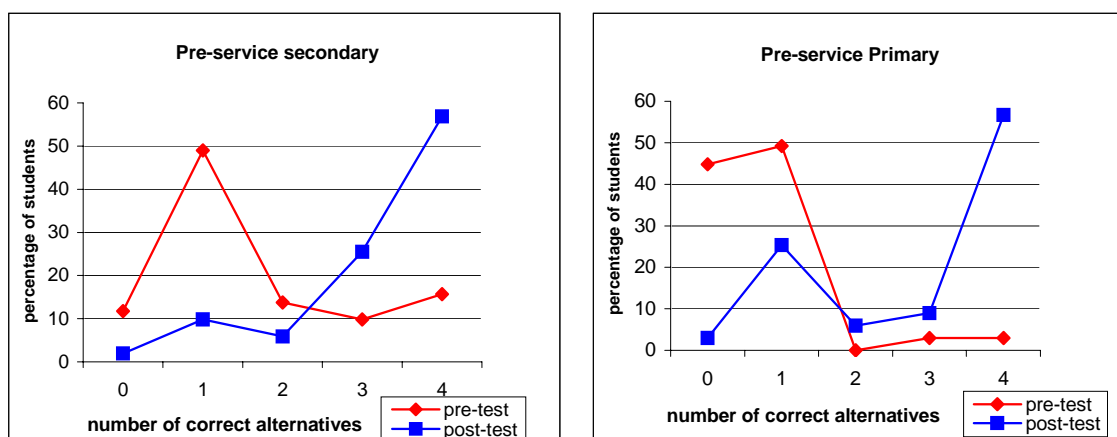 Pre-service secondary
percentage of students
60
50
40
30
20
10
0
0 1 2 3 4
number of correct alternatives
pre-test
post-test
Pre-service Primary
percentage of students
60
50
40
30
20
10
0
0 1 2 3 4
number of correct alternatives
pre-test
post-test